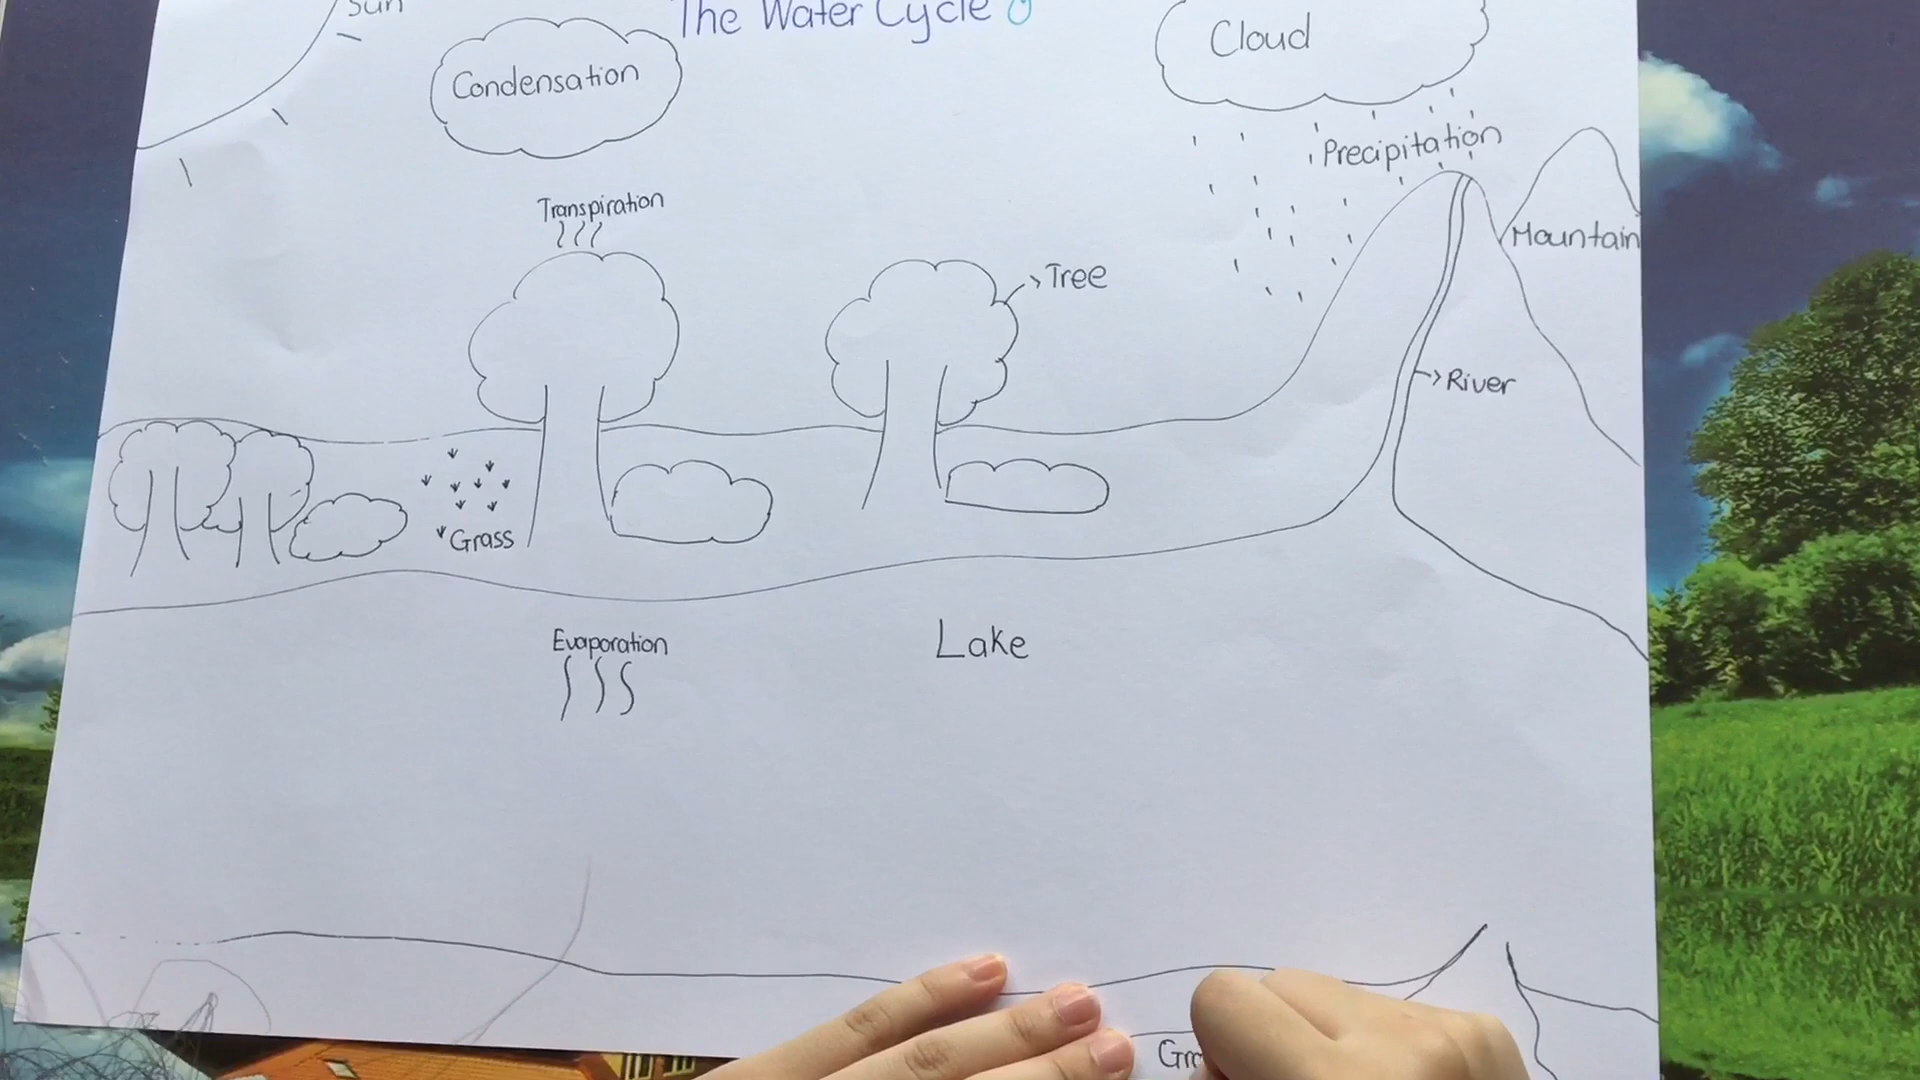 Sun
The Water Cycle
Cloud
Condensation
Precipitation
Transpiration
Mountain
Tree
River
Grass
Evaporation
Lake